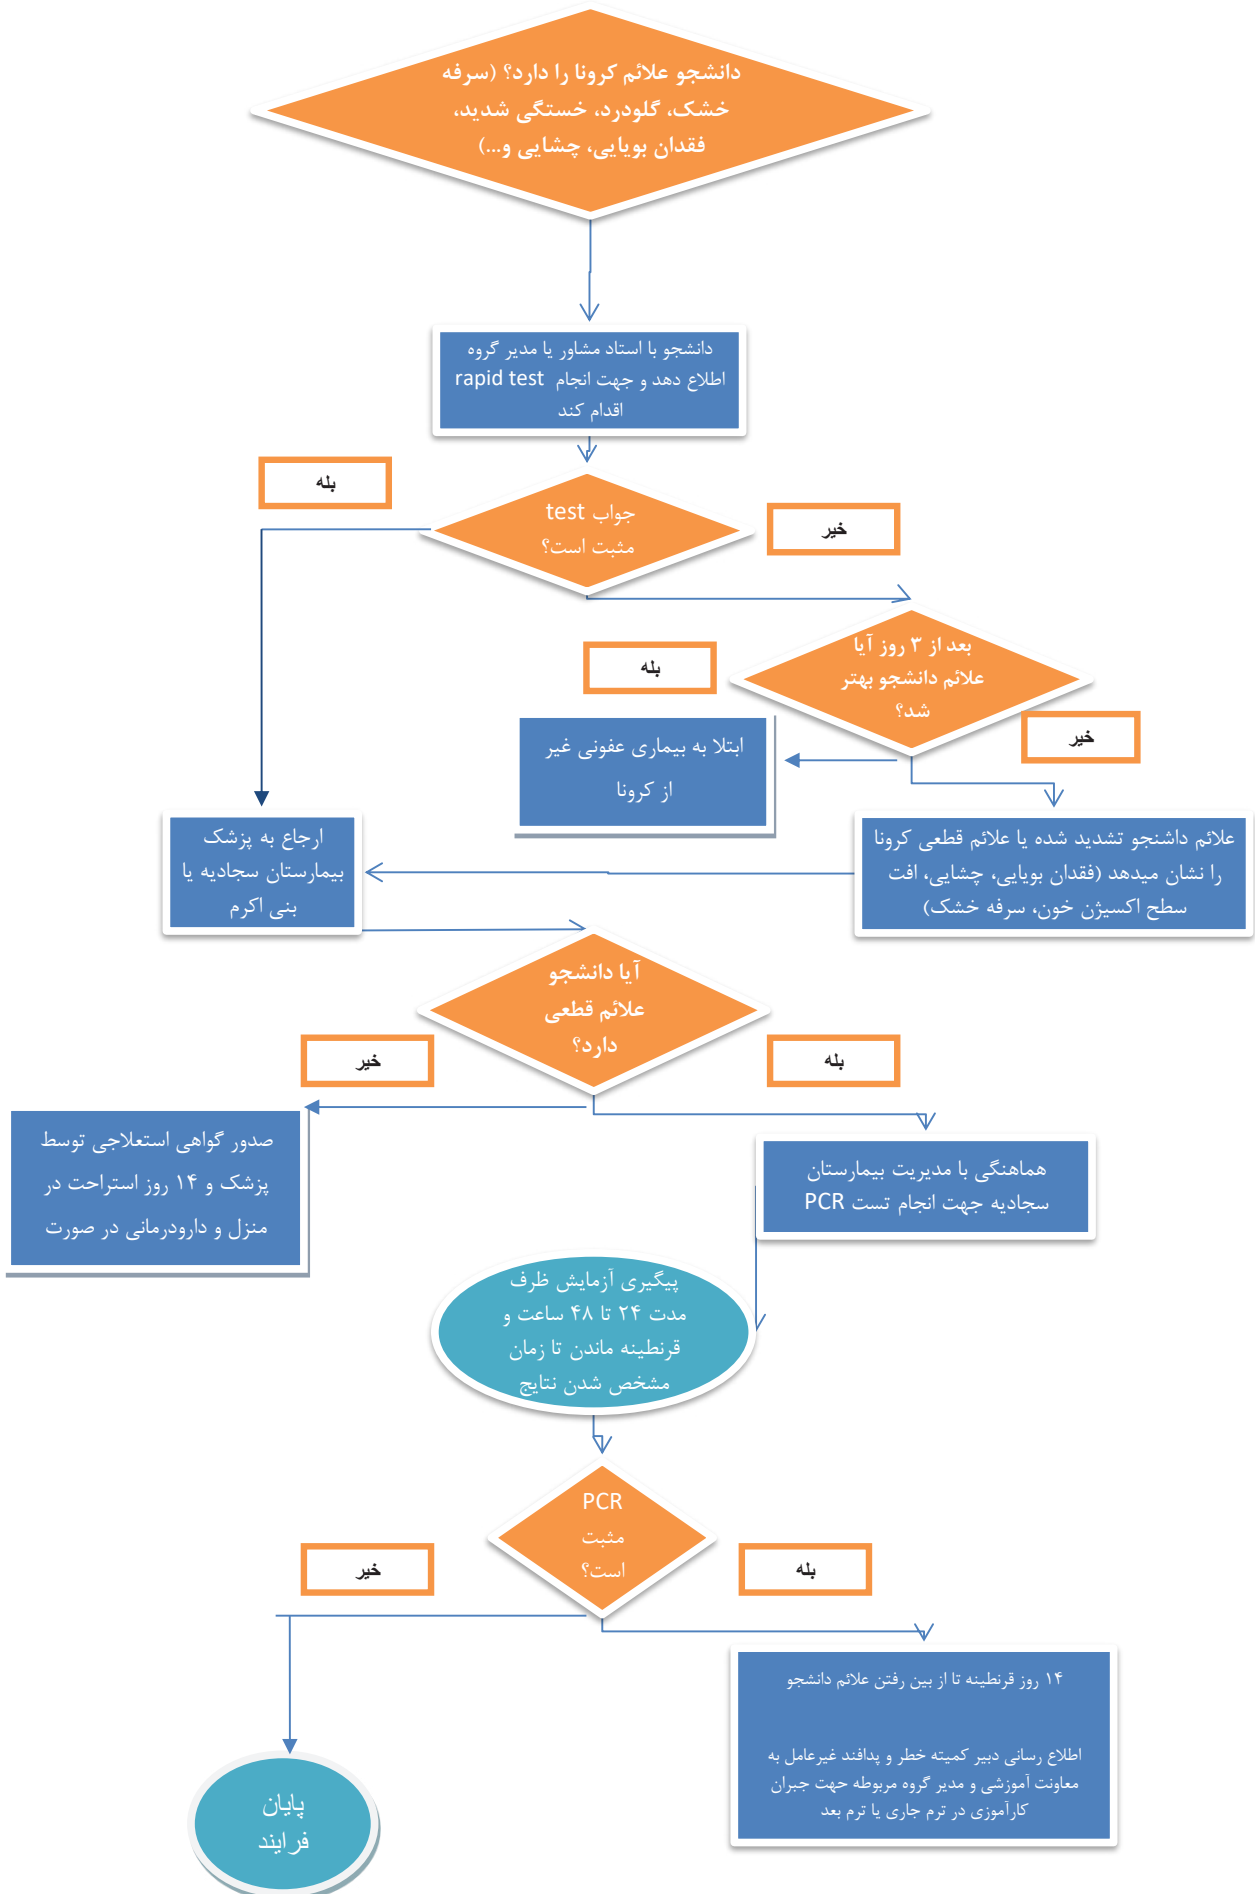 دانشجو علائم کرونا را دارد؟ (سرفه
خشک، گلودرد، خستگی شدید،
فقدان بویایی، چشایی و...)
دانشجو با استاد مشاور یا مدیر گروه
اطلاع دهد و جهت انجام rapid test
اقدام کند
بله
جواب test
مثبت است؟
خیر
بعد از ۳ روز آیا
علائم دانشجو بهتر
شد؟
بله
خیر
ابتلا به بیماری عفونی غیر
از کرونا
علائم داشنجو تشدید شده یا علائم قطعی کرونا
را نشان میدهد (فقدان بویایی، چشایی، افت
سطح اکسیژن خون، سرفه خشک)
ارجاع به پزشک
بیمارستان سجادیه یا
بنی اکرم
آیا دانشجو
علائم قطعی
دارد؟
خیر
بله
صدور گواهی استعلاجی توسط
پزشک و ۱۴ روز استراحت در
منزل و دارودرمانی در صورت
هماهنگی با مدیریت بیمارستان
سجادیه جهت انجام تست PCR
پیگیری آزمایش ظرف
مدت ۲۴ تا ۴۸ ساعت و
قرنطینه ماندن تا زمان
مشخص شدن نتایج
PCR
مثبت
است؟
خیر
بله
۱۴ روز قرنطینه تا از بین رفتن علائم دانشجو
اطلاع رسانی دبیر کمیته خطر و پدافند غیرعامل به
معاونت آموزشی و مدیر گروه مربوطه جهت جبران
کارآموزی در ترم جاری یا ترم بعد
پایان
فرایند